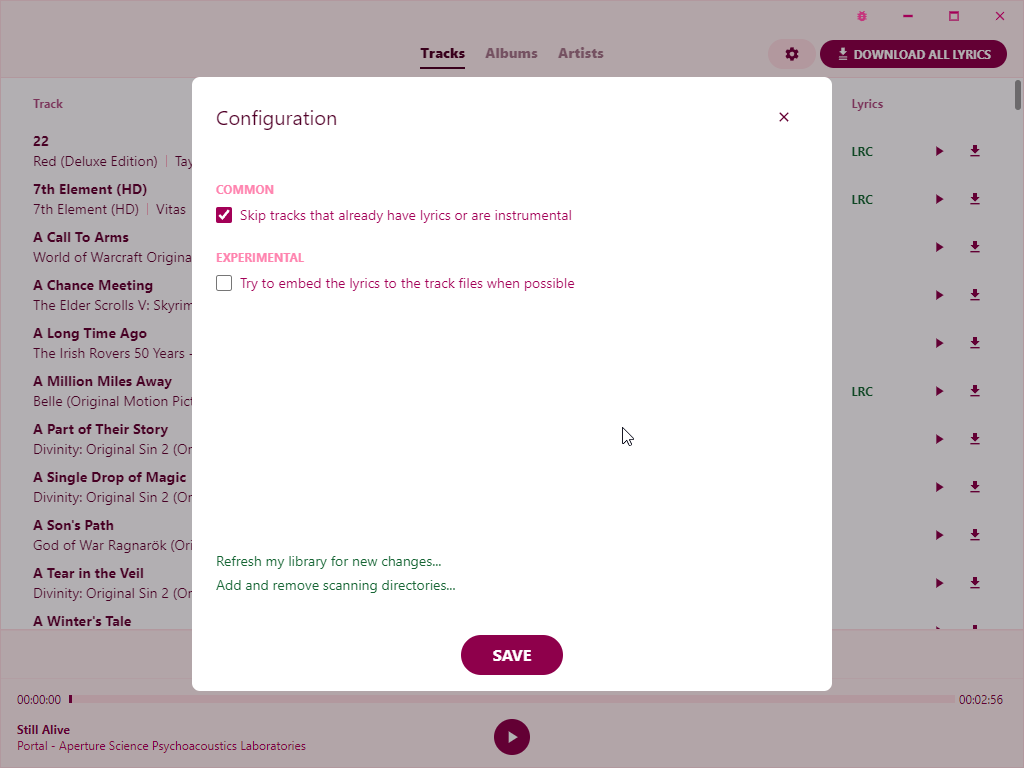 Tracks Albums Artists DOWNLOAD ALL LYRICS
Configuration
COMMON
Skip tracks that already have lyrics or are instrumental
EXPERIMENTAL
Try to embed the lyrics to the track files when possible
Refresh my library for new changes...
Add and remove scanning directories...
SAVE
Track
22
Red (Deluxe Edition) | Tay
7th Element (HD)
7th Element (HD) | Vitas
A Call To Arms
World of Warcraft Origina
A Chance Meeting
The Elder Scrolls V: Skyrim
A Long Time Ago
The Irish Rovers 50 Years -
A Million Miles Away
Belle (Original Motion Pict
A Part of Their Story
Divinity: Original Sin 2 (Or
A Single Drop of Magic
Divinity: Original Sin 2 (Or
A Son's Path
God of War Ragnarök (Ori
A Tear in the Veil
Divinity: Original Sin 2 (Or
A Winter's Tale
Lyrics
LRC
LRC
LRC
00:00:00
00:02:56
Still Alive
Portal - Aperture Science Psychoacoustics Laboratories